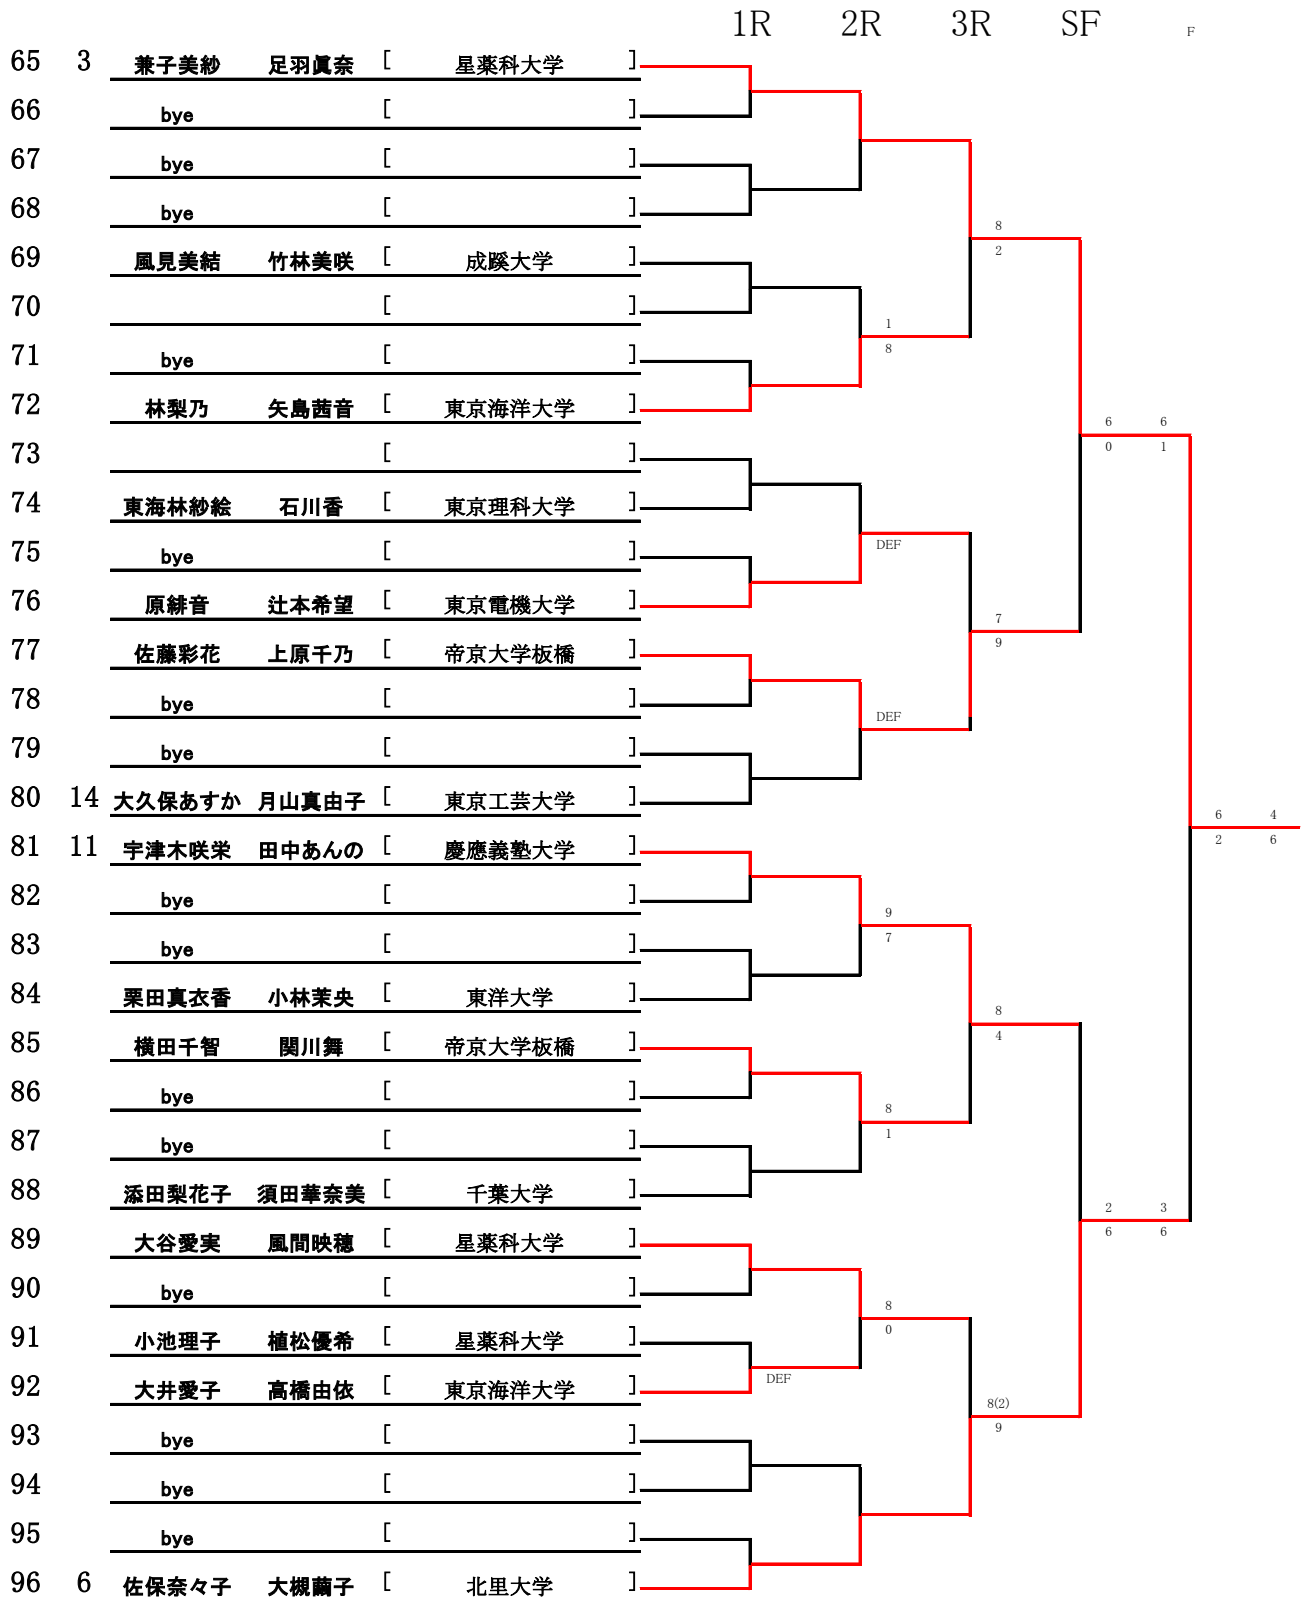 1R 2R 3R SF F
65 3 兼子美紗 足羽眞奈 [ 星薬科大学 ]
66 bye [ ]
67 bye [ ]
68 bye [ ]
8
69 風見美結 竹林美咲 [ 成蹊大学 ]
2
70 [ ]
1
71 bye [ ]
8
72 林梨乃 矢島茜音 [ 東京海洋大学 ]
6 6
73 [ ]
0 1
74 東海林紗絵 石川香 [ 東京理科大学 ]
75 bye [ ]
DEF
76 原緋音 辻本希望 [ 東京電機大学 ]
7
77 佐藤彩花 上原千乃 [ 帝京大学板橋 ]
9
78 bye [ ]
DEF
79 bye [ ]
80 14 大久保あすか 月山真由子 [ 東京工芸大学 ]
6 4
81 11 宇津木咲栄 田中あんの [ 慶應義塾大学 ]
2 6
82 bye [ ]
9
83 bye [ ]
7
84 栗田真衣香 小林茉央 [ 東洋大学 ]
8
85 横田千智 関川舞 [ 帝京大学板橋 ]
4
86 bye [ ]
8
87 bye [ ]
1
88 添田梨花子 須田華奈美 [ 千葉大学 ]
2 3
89 大谷愛実 風間映穂 [ 星薬科大学 ]
6 6
90 bye [ ]
8
91 小池理子 植松優希 [ 星薬科大学 ]
0
92 大井愛子 高橋由依 [ 東京海洋大学 ]
DEF
8(2)
93 bye [ ]
9
94 bye [ ]
95 bye [ ]
96 6 佐保奈々子 大槻繭子 [ 北里大学 ]